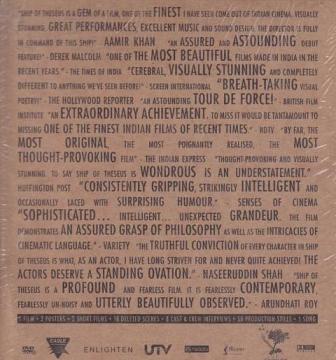 "SHIP OF THESEUS IS A GEM OF A FILM, ONE OF THE FINEST I HAVE SEEN COME OUT OF INDIAN CINEMA. VISUALLY
STUNNING, GREAT PERFORMANCES, EXCELLENT MUSIC AND SOUND DESIGN. THE DIRECTOR IS FULLY
IN COMMAND OF THIS SHIP!" AAMIR KHAN "AN ASSURED AND ASTOUNDING DEBUT
FEATURE!" - DEREK MALCOLM "ONE OF THE MOST BEAUTIFUL FILMS MADE IN INDIA IN THE
RECENT YEARS." - THE TIMES OF INDIA "CEREBRAL, VISUALLY STUNNING AND COMPLETELY
DIFFERENT TO ANYTHING WE'VE SEEN BEFORE!" - SCREEN INTERNATIONAL "BREATH-TAKING VISUAL
POETRY!" - THE HOLLYWOOD REPORTER "AN ASTOUNDING TOUR DE FORCE! - BRITISH FILM
INSTITUTE "AN EXTRAORDINARY ACHIEVEMENT. TO MISS IT WOULD BE TANTAMOUNT TO
MISSING ONE OF THE FINEST INDIAN FILMS OF RECENT TIMES." - NDTV. "BY FAR, THE
MOST ORIGINAL, THE MOST POIGNANTLY REALISED, THE MOST
THOUGHT-PROVOKING FILM" - THE INDIAN EXPRESS "THOUGHT-PROVOKING AND VISUALLY
STUNNING. TO SAY SHIP OF THESEUS IS WONDROUS IS AN UNDERSTATEMENT."
HUFFINGTON POST "CONSISTENTLY GRIPPING, STRIKINGLY INTELLIGENT AND
OCCASIONALLY LACED WITH SURPRISING HUMOUR." - SENSES OF CINEMA
"SOPHISTICATED... INTELLIGENT... UNEXPECTED GRANDEUR. THE FILM
DEMONSTRATES AN ASSURED GRASP OF PHILOSOPHY AS WELL AS THE INTRICACIES OF
CINEMATIC LANGUAGE." - VARIETY "THE TRUTHFUL CONVICTION OF EVERY CHARACTER IN SHIP
OF THESEUS IS WHAT, AS AN ACTOR, I HAVE LONG STRIVEN FOR AND NEVER QUITE ACHIEVED! THE
ACTORS DESERVE A STANDING OVATION." - NASEERUDDIN SHAH "SHIP OF
THESEUS IS A PROFOUND AND FEARLESS FILM. IT IS FEARLESSLY CONTEMPORARY,
FEARLESSLY UN-NOISY AND UTTERLY BEAUTIFULLY OBSERVED." - ARUNDHATI ROY
1 FILM • 2 POSTERS • 2 SHORT FILMS • 16 DELETED SCENES • 8 CAST & CREW INTERVIEWS • 50 PRODUCTION STILLS • 1 SONG
EAGLE ENLIGHTEN UTV